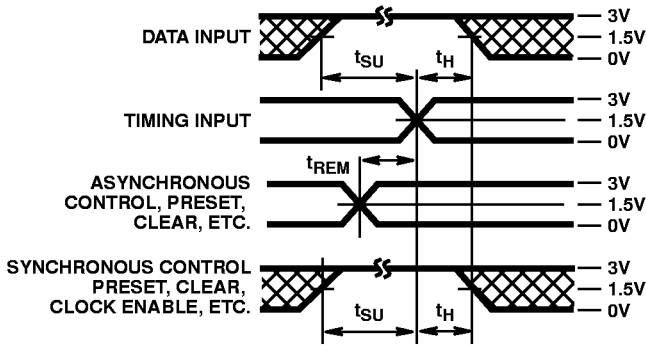 3V
DATA INPUT
1.5V
0V
tSU
tH
3V
TIMING INPUT
1.5V
0V
tREM
ASYNCHRONOUS
CONTROL, PRESET,
CLEAR, ETC.
3V
1.5V
0V
SYNCHRONOUS CONTROL
PRESET, CLEAR,
CLOCK ENABLE, ETC.
3V
1.5V
0V
tSU
tH